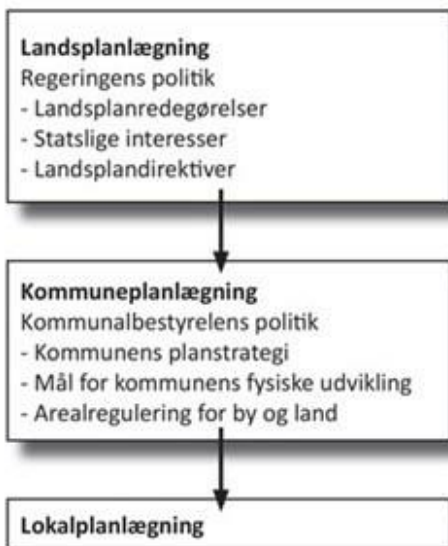 Landsplanlægning
Regeringens politik
- Landsplanredegørelser
- Statslige interesser
- Landsplandirektiver
Kommuneplanlægning
Kommunalbestyrelens politik
- Kommunens planstrategi
- Mål for kommunens fysiske udvikling
- Arealregulering for by og land
Lokalplanlægning